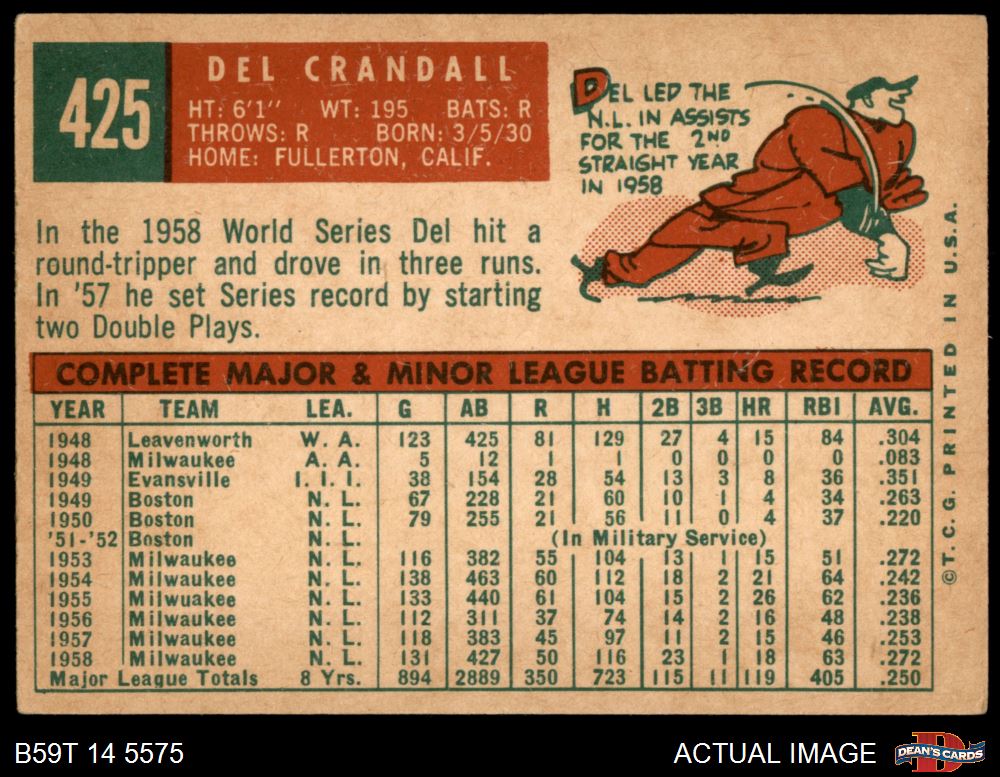 425
DEL CRANDALL
HT: 6'1" WT: 195 BATS: R
THROWS: R BORN: 3/5/30
HOME: FULLERTON, CALIF.
DEL LED THE
N.L. IN ASSISTS
FOR THE 2ND
STRAIGHT YEAR
IN 1958
In the 1958 World Series Del hit a
round-tripper and drove in three runs.
In '57 he set Series record by starting
two Double Plays.
COMPLETE MAJOR & MINOR LEAGUE BATTING RECORD
YEAR TEAM LEA. G AB R H 2B 3B HR RBI AVG.
1948 Leavenworth W. A. 123 425 81 129 27 4 15 84 .304
1948 Milwaukee A. A. 5 12 1 1 0 0 0 0 .083
1949 Evansville I. I. I. 38 154 28 54 13 3 8 36 .351
1949 Boston N. L. 67 228 21 60 10 1 4 34 .263
1950 Boston N. L. 79 255 21 56 11 0 4 37 .220
'51-'52 Boston N. L. (In Military Service)
1953 Milwaukee N. L. 116 382 55 104 13 1 15 51 .272
1954 Milwaukee N. L. 138 463 60 112 18 2 21 64 .242
1955 Milwuakee N. L. 133 440 61 104 15 2 26 62 .236
1956 Milwaukee N. L. 112 311 37 74 14 2 16 48 .238
1957 Milwaukee N. L. 118 383 45 97 11 2 15 46 .253
1958 Milwaukee N. L. 131 427 50 116 23 1 18 63 .272
Major League Totals 8 Yrs. 894 2889 350 723 115 11 119 405 .250
©T. C. G. PRINTED IN U.S.A.
B59T 14 5575
ACTUAL IMAGE
DEAN'S CARDS